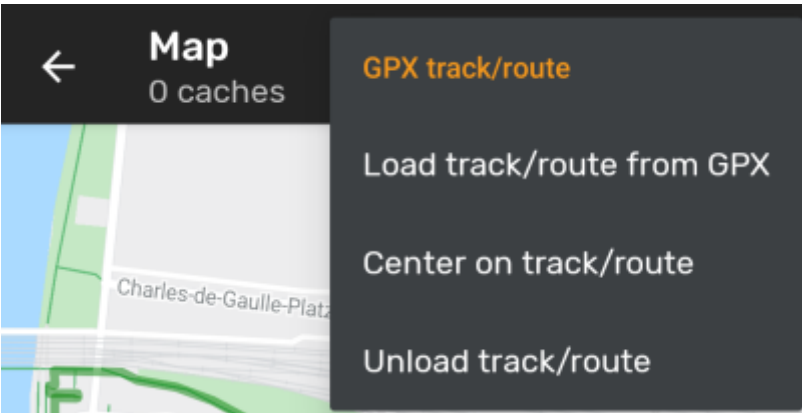 Map
0 caches
GPX track/route
Load track/route from GPX
Center on track/route
Unload track/route
Charles-de-Gaulle-Platz